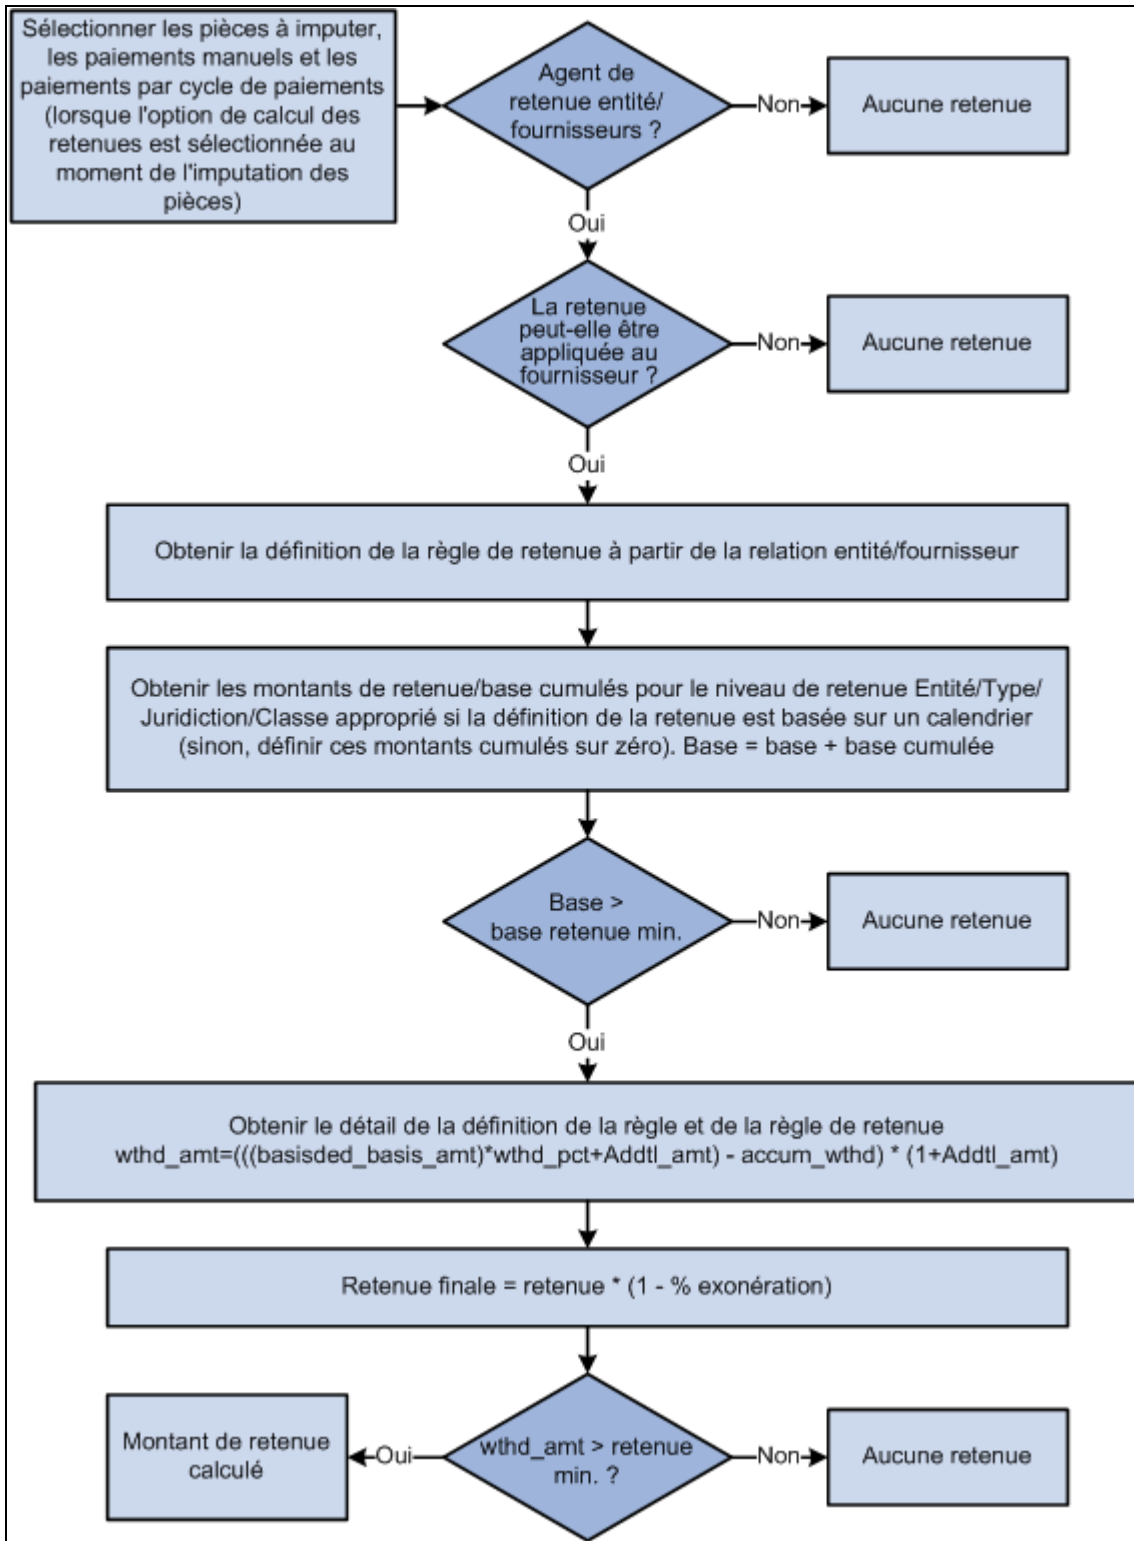 Sélectionner les pièces à imputer,
les paiements manuels et les
paiements par cycle de paiements
(lorsque l'option de calcul des
retenues est sélectionnée au
moment de l'imputation des
pièces)
Agent de
retenue entité/
fournisseurs ?
Non
Aucune retenue
Oui
La retenue
peut-elle être
appliquée au
fournisseur ?
Non
Aucune retenue
Oui
Obtenir la définition de la règle de retenue à partir de la relation entité/fournisseur
Obtenir les montants de retenue/base cumulés pour le niveau de retenue Entité/Type/
Juridiction/Classe approprié si la définition de la retenue est basée sur un calendrier
(sinon, définir ces montants cumulés sur zéro). Base = base + base cumulée
Base >
base retenue min.
Non
Aucune retenue
Oui
Obtenir le détail de la définition de la règle et de la règle de retenue
wthd_amt=(((basisded_basis_amt)*wthd_pct+Addtl_amt) - accum_wthd) * (1+Addtl_amt)
Retenue finale = retenue * (1 - % exonération)
wthd_amt > retenue
min. ?
Oui
Montant de retenue
calculé
Non
Aucune retenue